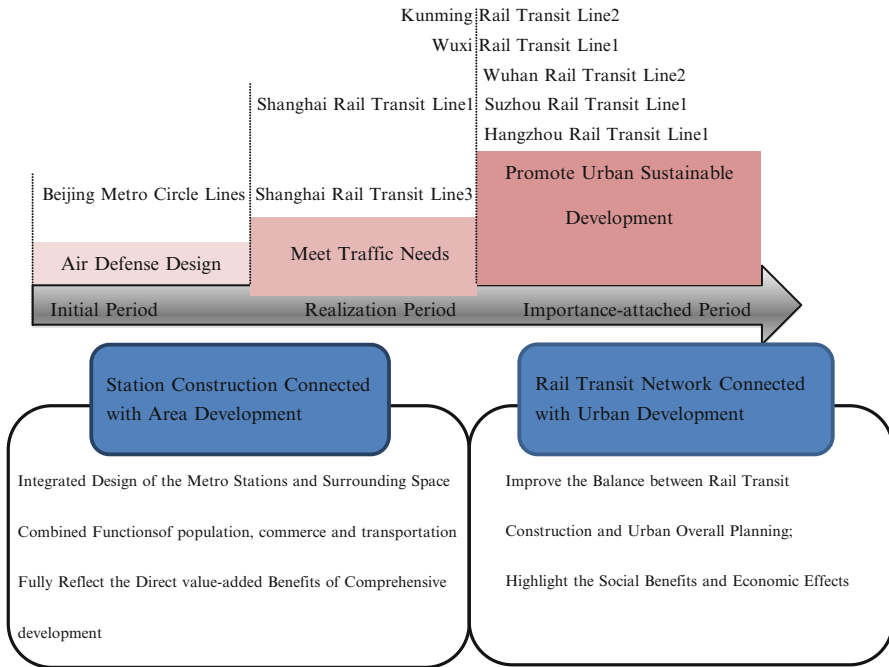 Kunming Rail Transit Line2
Wuxi Rail Transit Line1
Wuhan Rail Transit Line2
Shanghai Rail Transit Line1
Suzhou Rail Transit Line1
Hangzhou Rail Transit Line1
Beijing Metro Circle Lines
Shanghai Rail Transit Line3
Promote Urban Sustainable
Development
Air Defense Design
Meet Traffic Needs
Initial Period
Realization Period
Importance-attached Period
Station Construction Connected
with Area Development
Integrated Design of the Metro Stations and Surrounding Space
Combined Functionsof population, commerce and transportation
Fully Reflect the Direct value-added Benefits of Comprehensive
development
Rail Transit Network Connected
with Urban Development
Improve the Balance between Rail Transit
Construction and Urban Overall Planning;
Highlight the Social Benefits and Economic Effects